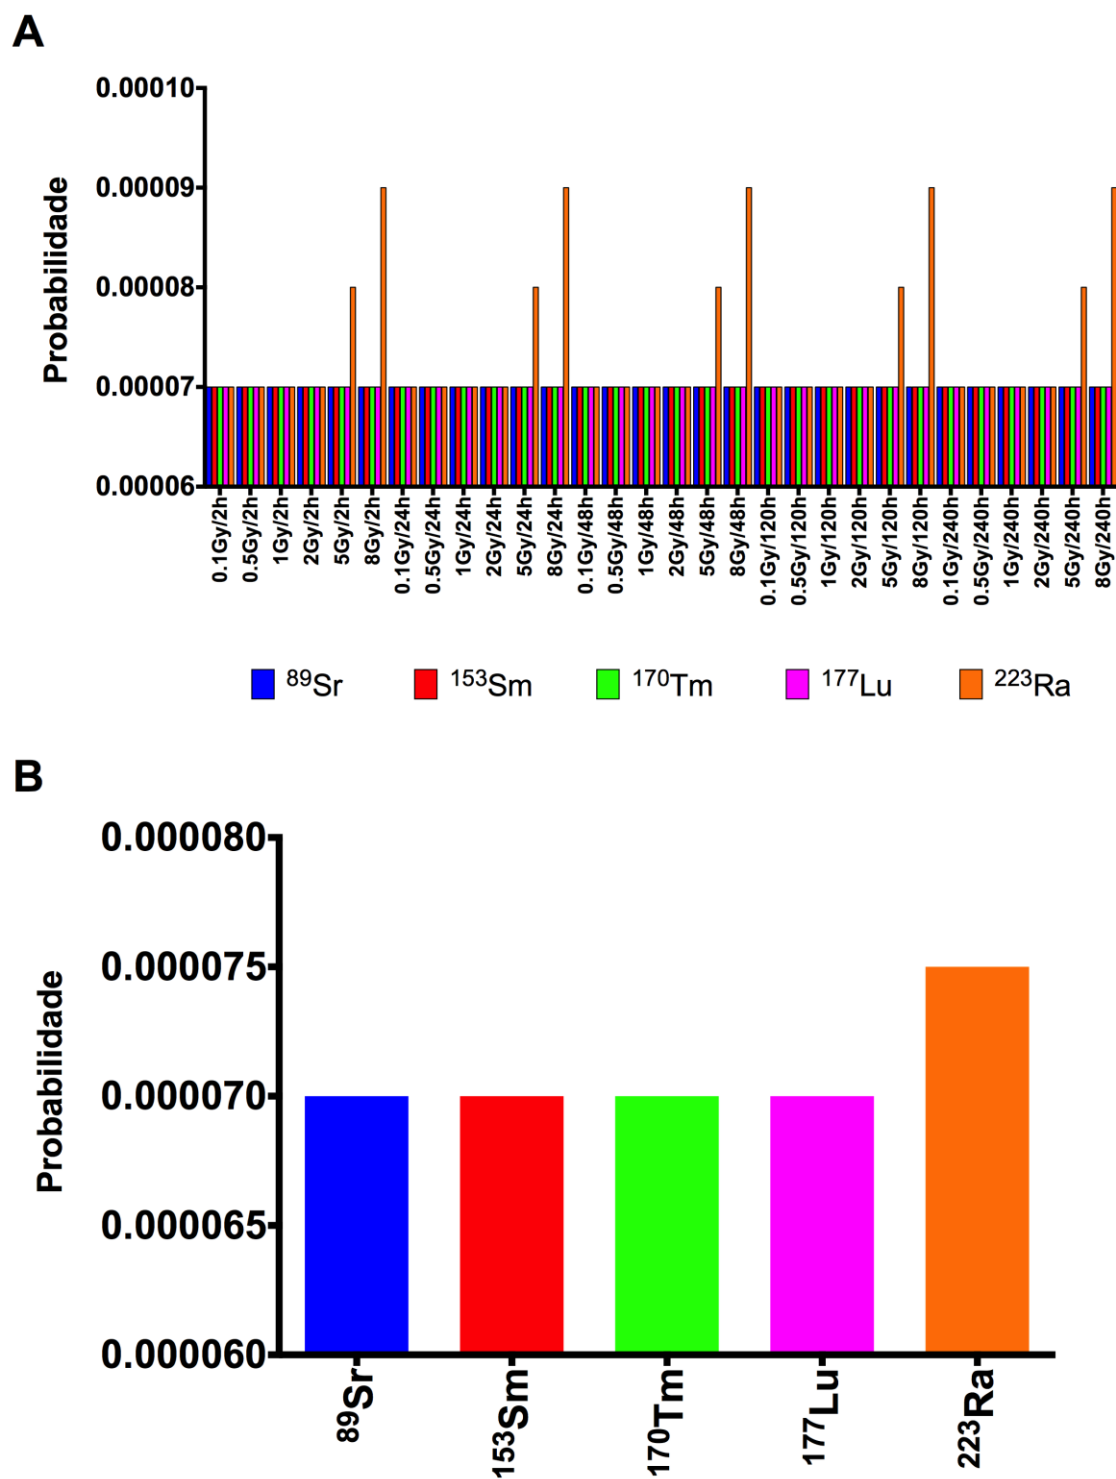 A
0.00010
0.00009
0.00008
0.00007
0.00006
Probabilidade
0.1Gy/2h
0.5Gy/2h
1Gy/2h
2Gy/2h
5Gy/2h
8Gy/2h
0.1Gy/24h
0.5Gy/24h
1Gy/24h
2Gy/24h
5Gy/24h
8Gy/24h
0.1Gy/48h
0.5Gy/48h
1Gy/48h
2Gy/48h
5Gy/48h
8Gy/48h
0.1Gy/120h
0.5Gy/120h
1Gy/120h
2Gy/120h
5Gy/120h
8Gy/120h
0.1Gy/240h
0.5Gy/240h
1Gy/240h
2Gy/240h
5Gy/240h
8Gy/240h
⁸⁹Sr ¹⁵³Sm ¹⁷⁰Tm ¹⁷⁷Lu ²²³Ra
B
0.000080
0.000075
0.000070
0.000065
0.000060
Probabilidade
⁸⁹Sr
¹⁵³Sm
¹⁷⁰Tm
¹⁷⁷Lu
²²³Ra